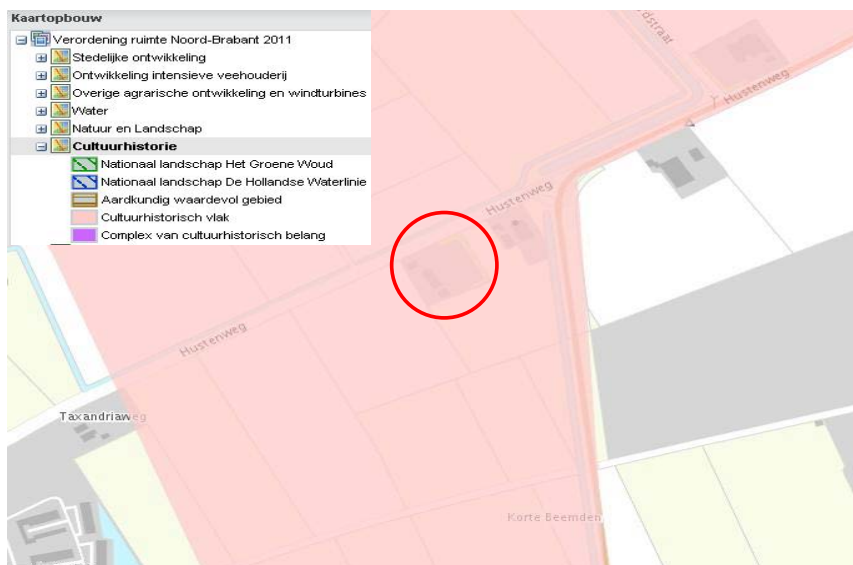 Kaartopbouw
Verordening ruimte Noord-Brabant 2011
Stedelijke ontwikkeling
Ontwikkeling intensieve veehouderij
Overige agrarische ontwikkeling en windturbines
Water
Natuur en Landschap
Cultuurhistorie
Nationaal landschap Het Groene Woud
Nationaal landschap De Hollandse Waterlinie
Aardkundig waardevol gebied
Cultuurhistorisch vlak
Complex van cultuurhistorisch belang
Hustenweg
Hustenweg
Hustenweg
Taxandriaweg
Korte Beemden